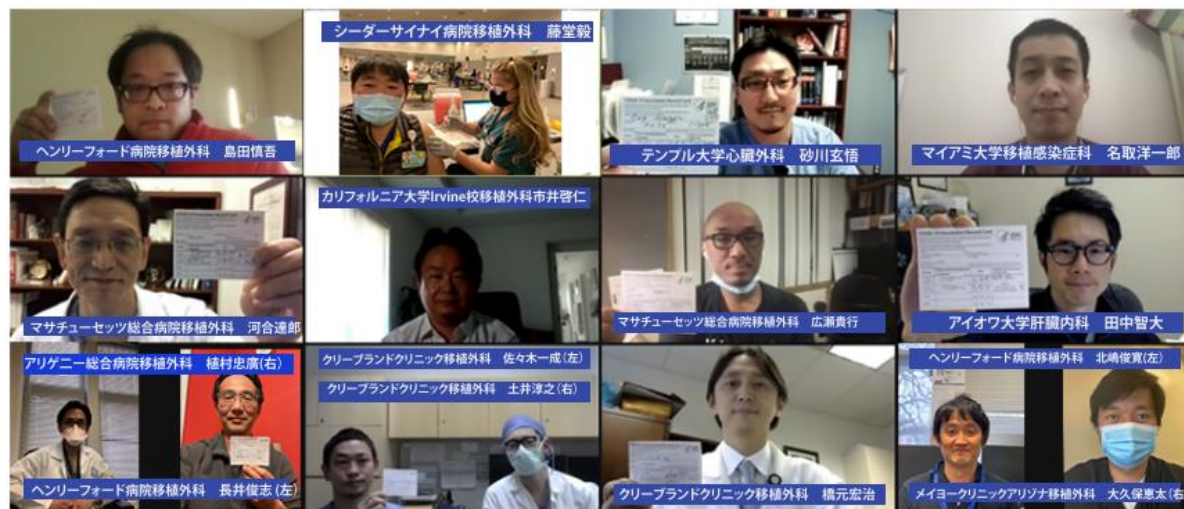 ヘンリーフォード病院移植外科　島田慎吾
シーダーサイナイ病院移植外科　藤堂毅
テンプル大学心臓外科　砂川玄悟
マイアミ大学移植感染症科　名取洋一郎
マサチューセッツ総合病院移植外科　河合達郎
カリフォルニア大学Irvine校移植外科市井啓仁
マサチューセッツ総合病院移植外科　広瀬貴行
アイオワ大学肝臓内科　田中智大
アリゲニー総合病院移植外科　植村忠廣(右)
ヘンリーフォード病院移植外科　長井俊志(左)
クリーブランドクリニック移植外科　佐々木一成(左)
クリーブランドクリニック移植外科　土井淳之(右)
クリーブランドクリニック移植外科　橋元宏治
ヘンリーフォード病院移植外科　北嶋俊寛(左)
メイヨークリニックアリゾナ移植外科　大久保恵太(右